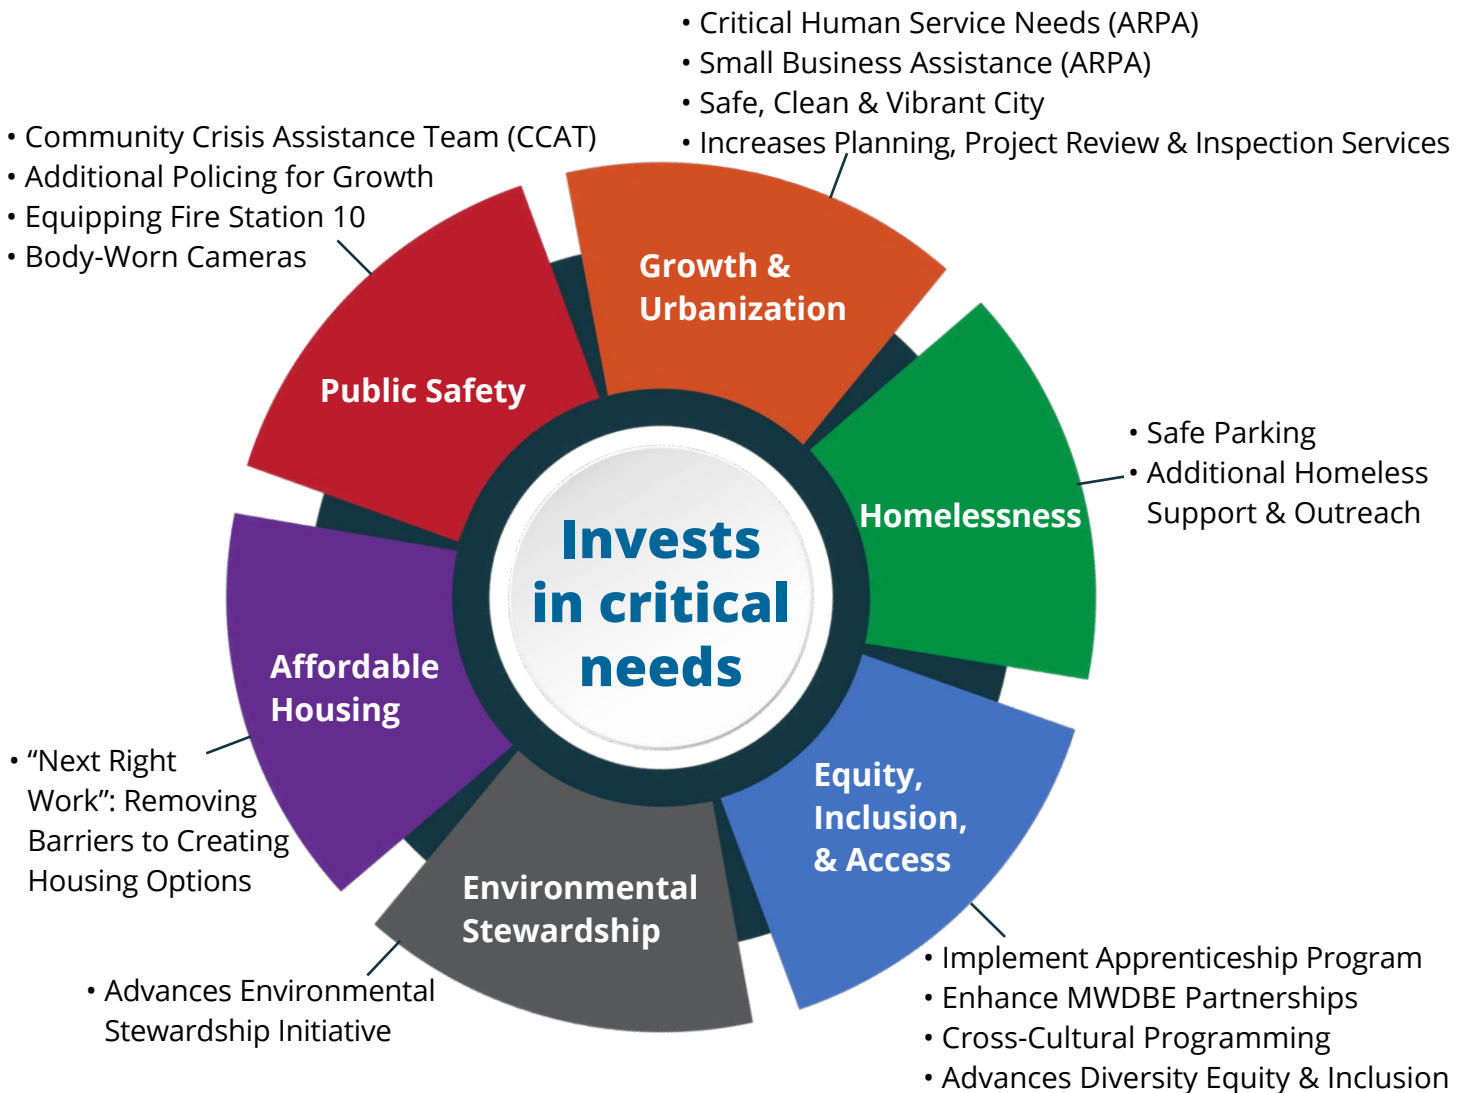 • Critical Human Service Needs (ARPA)
• Small Business Assistance (ARPA)
• Safe, Clean & Vibrant City
• Increases Planning, Project Review & Inspection Services
• Community Crisis Assistance Team (CCAT)
• Additional Policing for Growth
• Equipping Fire Station 10
• Body-Worn Cameras
Growth &
Urbanization
Public Safety
• Safe Parking
• Additional Homeless
Support & Outreach
Homelessness
Invests
in critical
needs
Affordable
Housing
• “Next Right
Work”: Removing
Barriers to Creating
Housing Options
Equity,
Inclusion,
& Access
Environmental
Stewardship
• Advances Environmental
Stewardship Initiative
• Implement Apprenticeship Program
• Enhance MWDBE Partnerships
• Cross-Cultural Programming
• Advances Diversity Equity & Inclusion